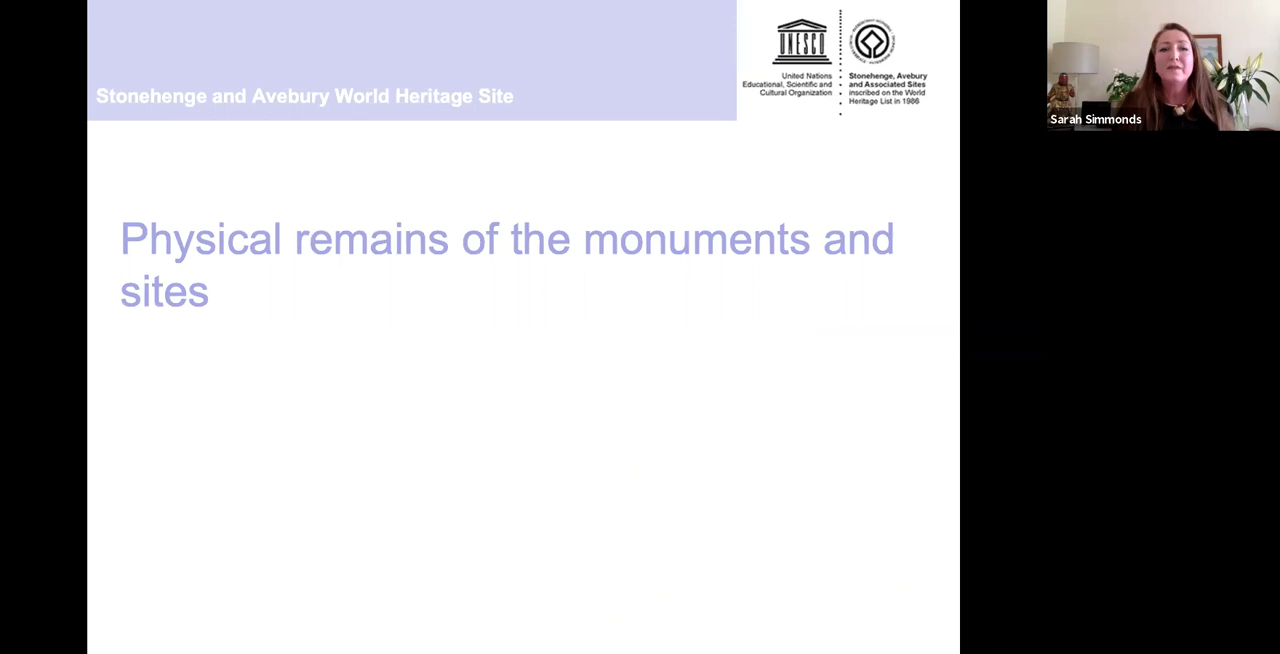 Stonehenge and Avebury World Heritage Site
UNESCO
United Nations
Educational, Scientific and
Cultural Organization
Stonehenge, Avebury
and Associated Sites
inscribed on the World
Heritage List in 1986
Sarah Simmonds
Physical remains of the monuments and
sites